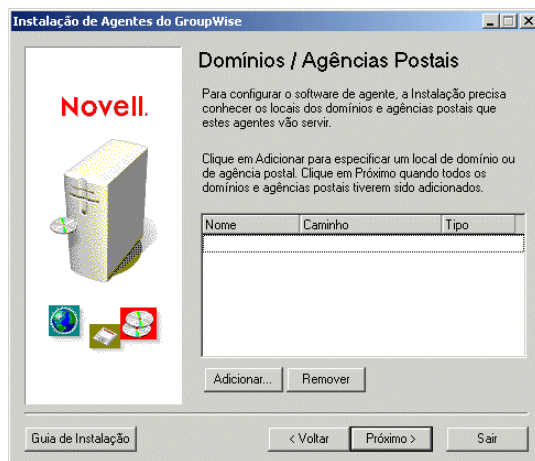 Instalação de Agentes do GroupWise
Novell.
Domínios / Agências Postais
Para configurar o software de agente, a Instalação precisa
conhecer os locais dos domínios e agências postais que
estes agentes vão servir.
Clique em Adicionar para especificar um local de domínio ou
de agência postal. Clique em Próximo quando todos os
domínios e agências postais tiverem sido adicionados.
Nome Caminho Tipo
Adicionar... Remover
Guia de Instalação < Voltar Próximo > Sair